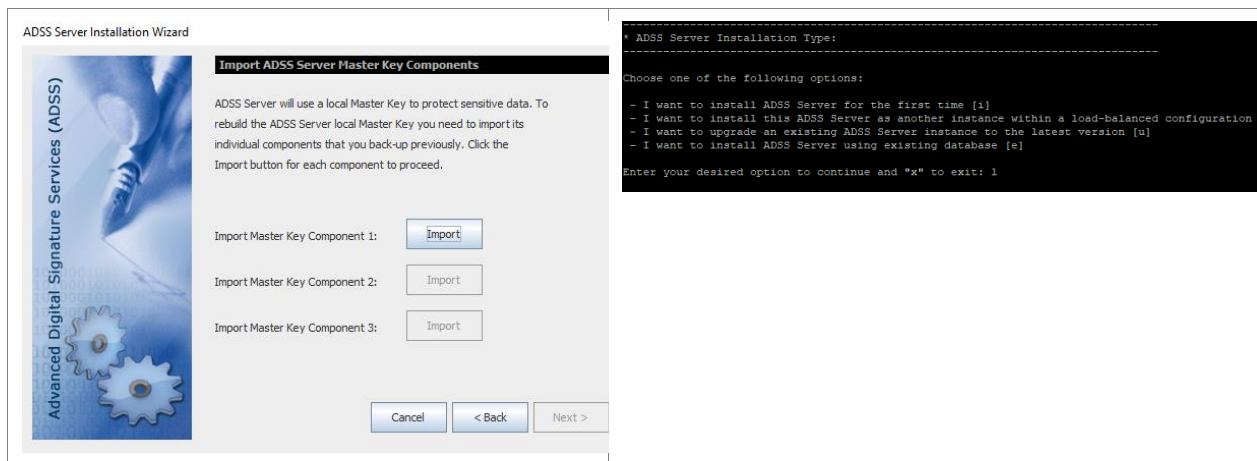 ADSS Server Installation Wizard
Advanced Digital Signature Services (ADSS)
Import ADSS Server Master Key Components
ADSS Server will use a local Master Key to protect sensitive data. To
rebuild the ADSS Server local Master Key you need to import its
individual components that you back-up previously. Click the
Import button for each component to proceed.
Import Master Key Component 1:
Import
Import Master Key Component 2:
Import
Import Master Key Component 3:
Import
Cancel
< Back
Next >
--------------------------------------------------------------------------------
* ADSS Server Installation Type:
--------------------------------------------------------------------------------
Choose one of the following options:
- I want to install ADSS Server for the first time [i]
- I want to install this ADSS Server as another instance within a load-balanced configuration
- I want to upgrade an existing ADSS Server instance to the latest version [u]
- I want to install ADSS Server using existing database [e]
Enter your desired option to continue and "x" to exit: l